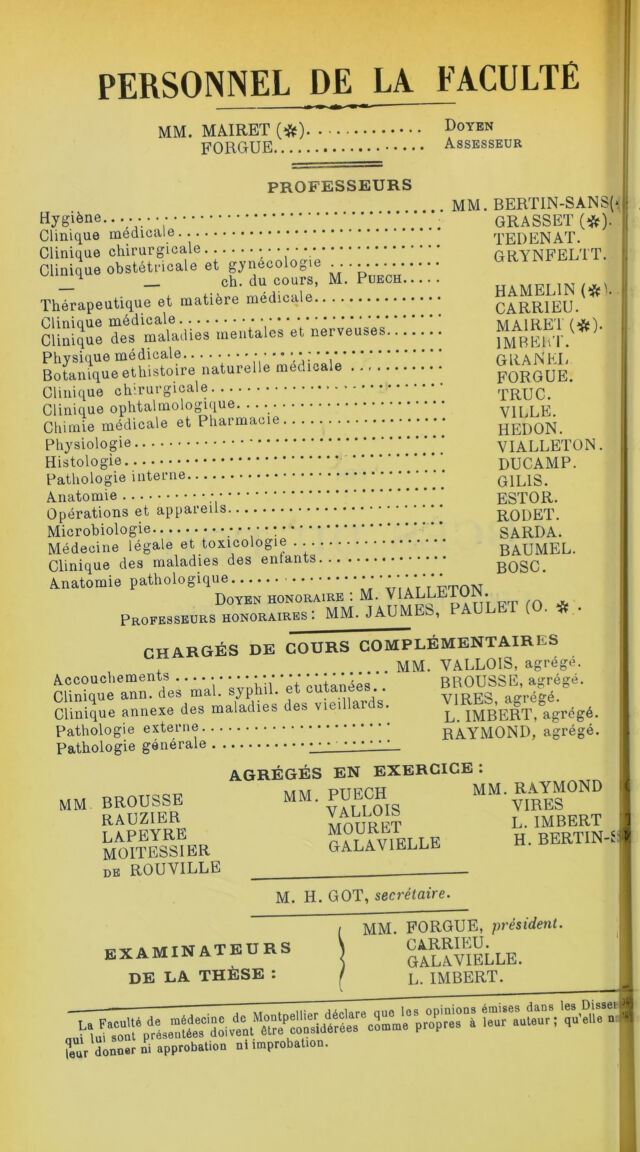 PERSONNEL DE LA FACULTÉ
MM. MAIRET (✻)............ DOYEN
FORGUE.................. ASSESSEUR
PROFESSEURS
Hygiène........................ MM. BERTIN-SANS(
Clinique médicale.............. GRASSET (✻).
Clinique chirurgicale.......... TEDENAT.
Clinique obstétricale et gynécologie ............ GRYNFELTT.
— — ch. du cours, M. PUECH.....
Thérapeutique et matière médicale............... HAMELIN (✻).
Clinique médicale.............. CARRIEU.
Clinique des maladies mentales et nerveuses....... MAIRET (✻).
Physique médicale.............. IMBERT.
Botanique et histoire naturelle médicale .......... GRANEL.
Clinique chirurgicale.......... FORGUE.
Clinique ophtalmologique....... TRUC.
Chimie médicale et Pharmacie... VILLE.
Physiologie.................... HEDON.
Histologie..................... VIALLETON.
Pathologie interne............. DUCAMP.
Anatomie ...................... GILIS.
Opérations et appareils........ ESTOR.
Microbiologie.................. RODET.
Médecine légale et toxicologie ................. SARDA.
Clinique des maladies des enfants............... BAUMEL.
Anatomie pathologique.......... BOSC.
DOYEN HONORAIRE : M. VIALLETON.
PROFESSEURS HONORAIRES : MM. JAUMES, PAULET (O. ✻.
CHARGÉS DE COURS COMPLÉMENTAIRES
Accouchements ................. MM. VALLOIS, agrégé.
Clinique ann. des mal. syphil. et cutanées.. BROUSSE, agrégé.
Clinique annexe des maladies des vieillards. VIRES, agrégé.
Pathologie externe............. L. IMBERT, agrégé.
Pathologie générale ........... RAYMOND, agrégé.
AGRÉGÉS EN EXERCICE :
MM. BROUSSE MM. PUECH MM. RAYMOND
RAUZIER VALLOIS VIRES
LAPEYRE MOURET L. IMBERT
MOITESSIER GALAVIELLE H. BERTIN-S
DE ROUVILLE
M. H. GOT, secrétaire.
EXAMINATEURS DE LA THÈSE :
MM. FORGUE, président.
CARRIEU.
GALAVIELLE.
L. IMBERT.
La Faculté de médecine de Montpellier déclare que les opinions émises dans les Disser
qui lui sont présentées doivent être considérées comme propres à leur auteur ; qu'elle n
leur donner ni approbation ni improbation.